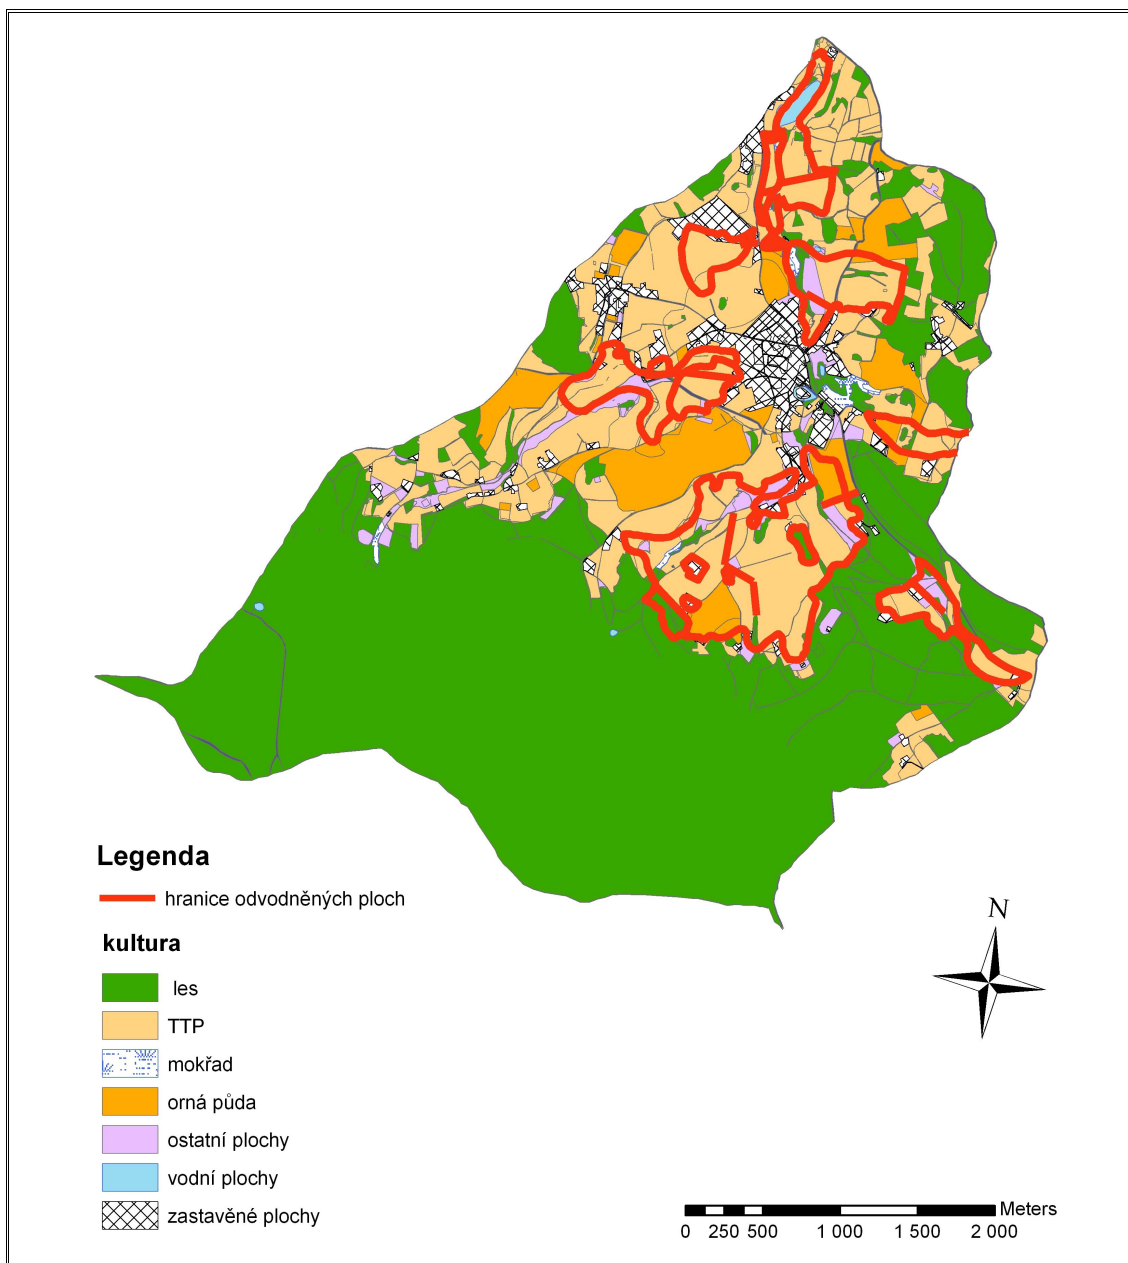 Legenda
hranice odvodněných ploch
kultura
les
TTP
mokřad
orná půda
ostatní plochy
vodní plochy
zastavěné plochy
N
Meters
0 250 500 1 000 1 500 2 000